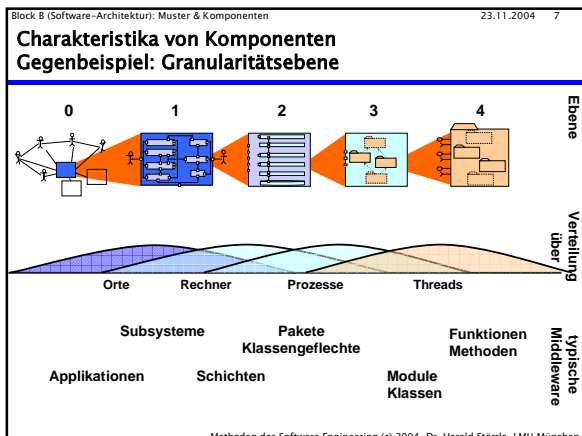 Block B (Software-Architektur): Muster & Komponenten 23.11.2004 7
Charakteristika von Komponenten
Gegenbeispiel: Granularitätsebene
0 1 2 3 4
Ebene
Verteilung
über
Orte Rechner Prozesse Threads
typische
Middleware
Subsysteme Pakete Funktionen
Klassengeflechte Methoden
Applikationen Schichten Module
Klassen
Methoden des Software Engineering (c) 2004, Dr. Harald Störrle, LMU München